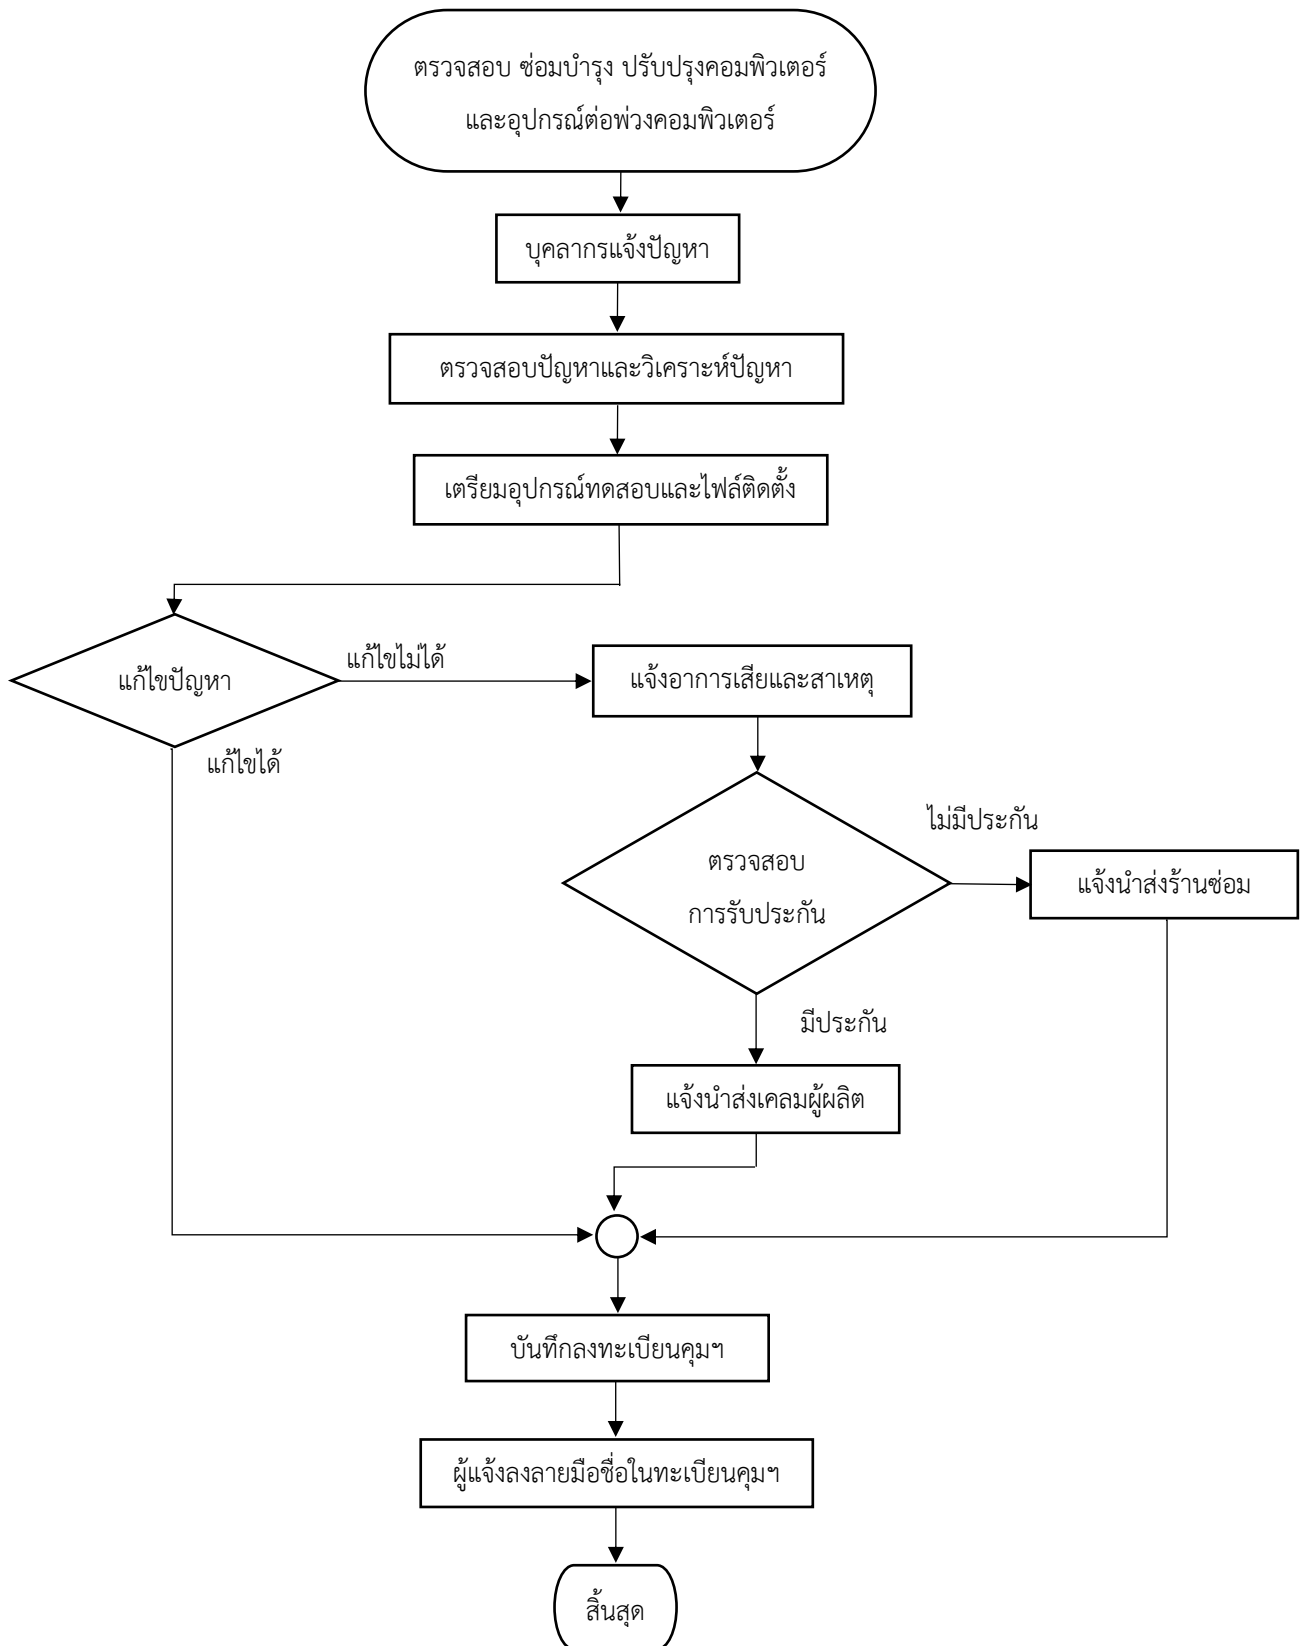 ตรวจสอบ ซ่อมบำรุง ปรับปรุงคอมพิวเตอร์
และอุปกรณ์ต่อพ่วงคอมพิวเตอร์
บุคลากรแจ้งปัญหา
ตรวจสอบปัญหาและวิเคราะห์ปัญหา
เตรียมอุปกรณ์ทดสอบและไฟล์ติดตั้ง
แก้ไขปัญหา
แก้ไขไม่ได้
แจ้งอาการเสียและสาเหตุ
แก้ไขได้
ตรวจสอบ
การรับประกัน
ไม่มีประกัน
แจ้งนำส่งร้านซ่อม
มีประกัน
แจ้งนำส่งเคลมผู้ผลิต
บันทึกลงทะเบียนคุมฯ
ผู้แจ้งลงลายมือชื่อในทะเบียนคุมฯ
สิ้นสุด